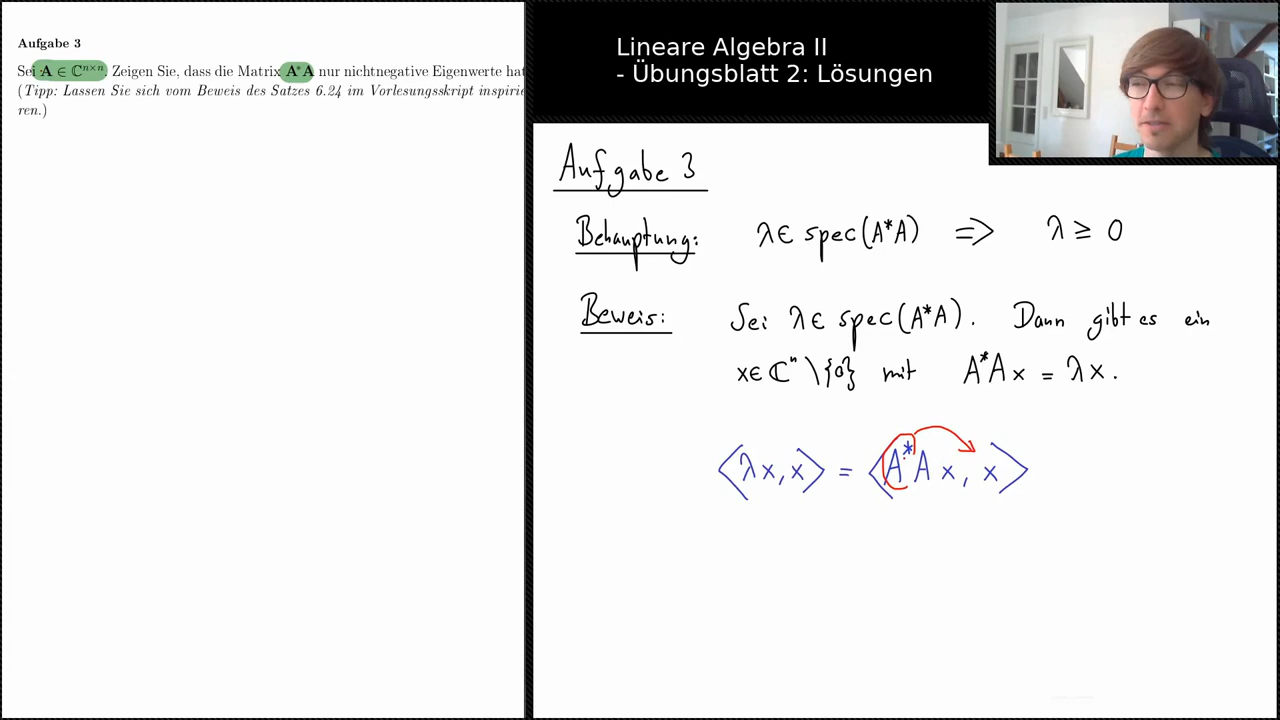 Aufgabe 3
Sei A ∈ ℂⁿˣⁿ. Zeigen Sie, dass die Matrix A*A nur nichtnegative Eigenwerte hat
(Tipp: Lassen Sie sich vom Beweis des Satzes 6.24 im Vorlesungsskript inspirie
ren.)
Lineare Algebra II
- Übungsblatt 2: Lösungen
Aufgabe 3
Behauptung: λ ∈ spec(A*A) => λ ≥ 0
Beweis: Sei λ ∈ spec(A*A). Dann gibt es ein
x ∈ ℂⁿ \ {0} mit A*Ax = λx.
⟨λx, x⟩ = ⟨A*Ax, x⟩